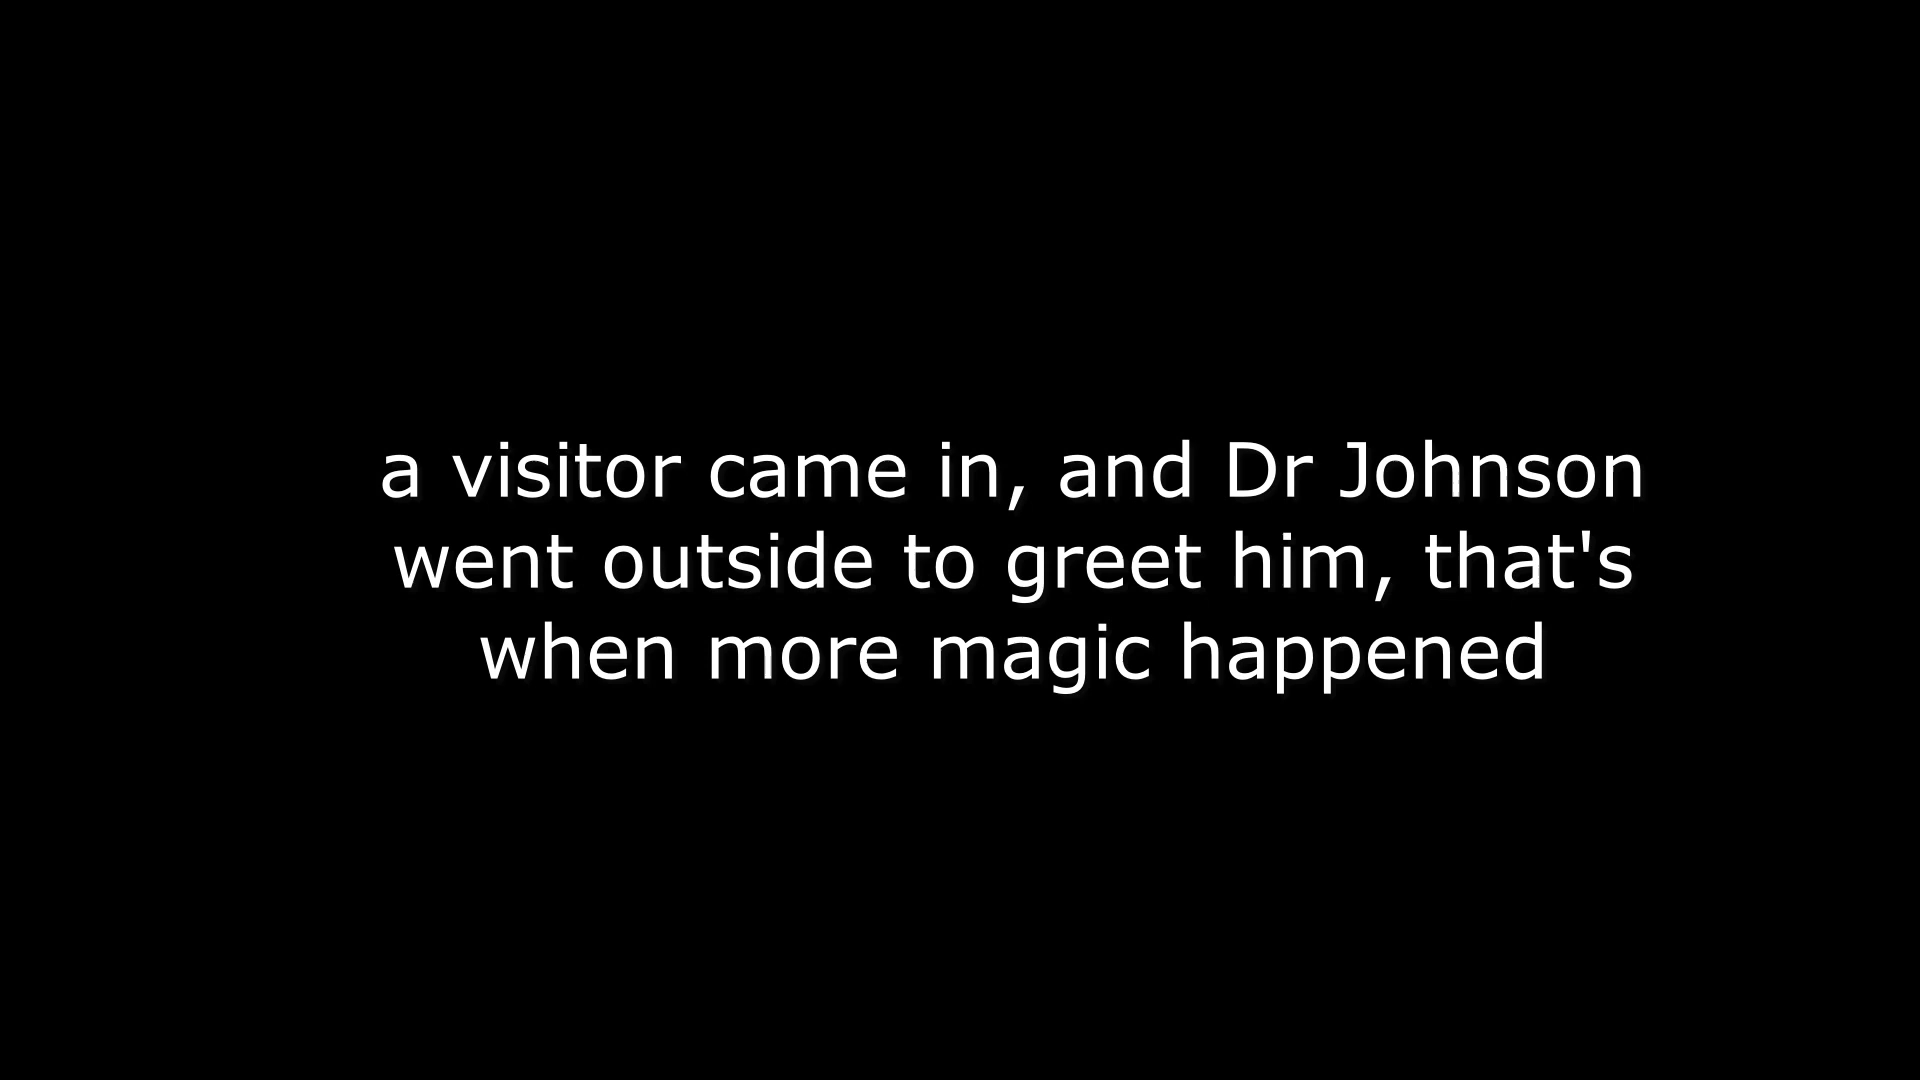 a visitor came in, and Dr Johnson
went outside to greet him, that's
when more magic happened